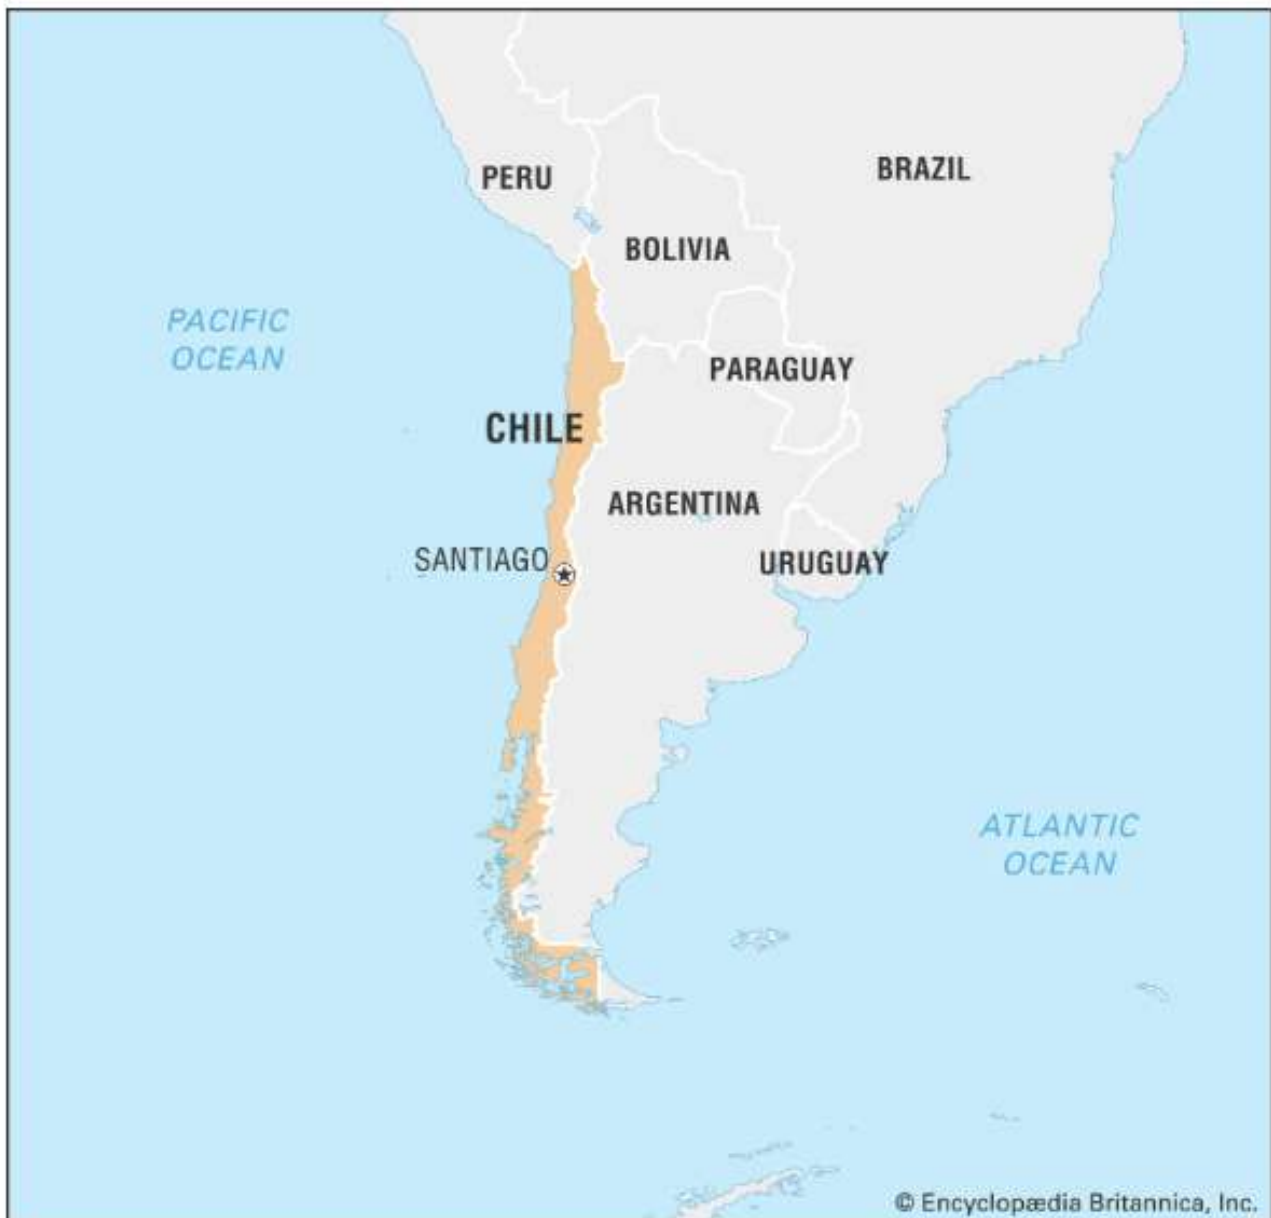 BRAZIL
PERU
BOLIVIA
PACIFIC
OCEAN
PARAGUAY
CHILE
ARGENTINA
SANTIAGO
URUGUAY
ATLANTIC
OCEAN
© Encyclopædia Britannica, Inc.